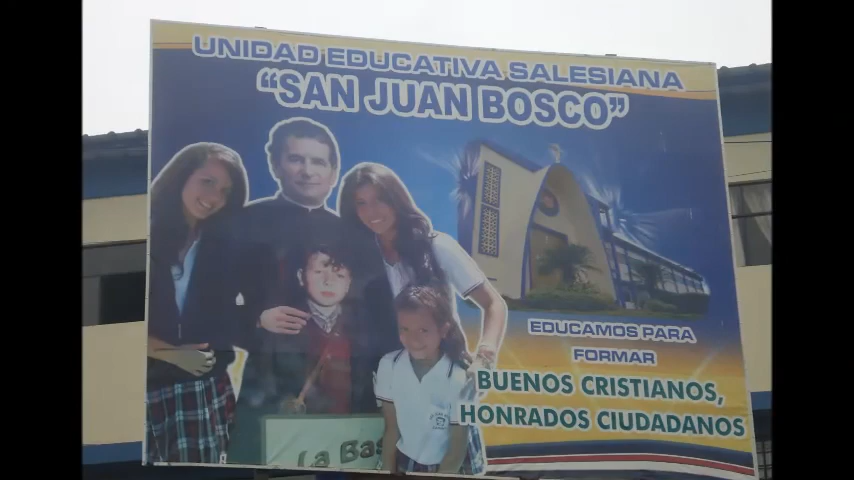 UNIDAD EDUCATIVA SALESIANA
“SAN JUAN BOSCO”
EDUCAMOS PARA
FORMAR
BUENOS CRISTIANOS,
HONRADOS CIUDADANOS
La Bas